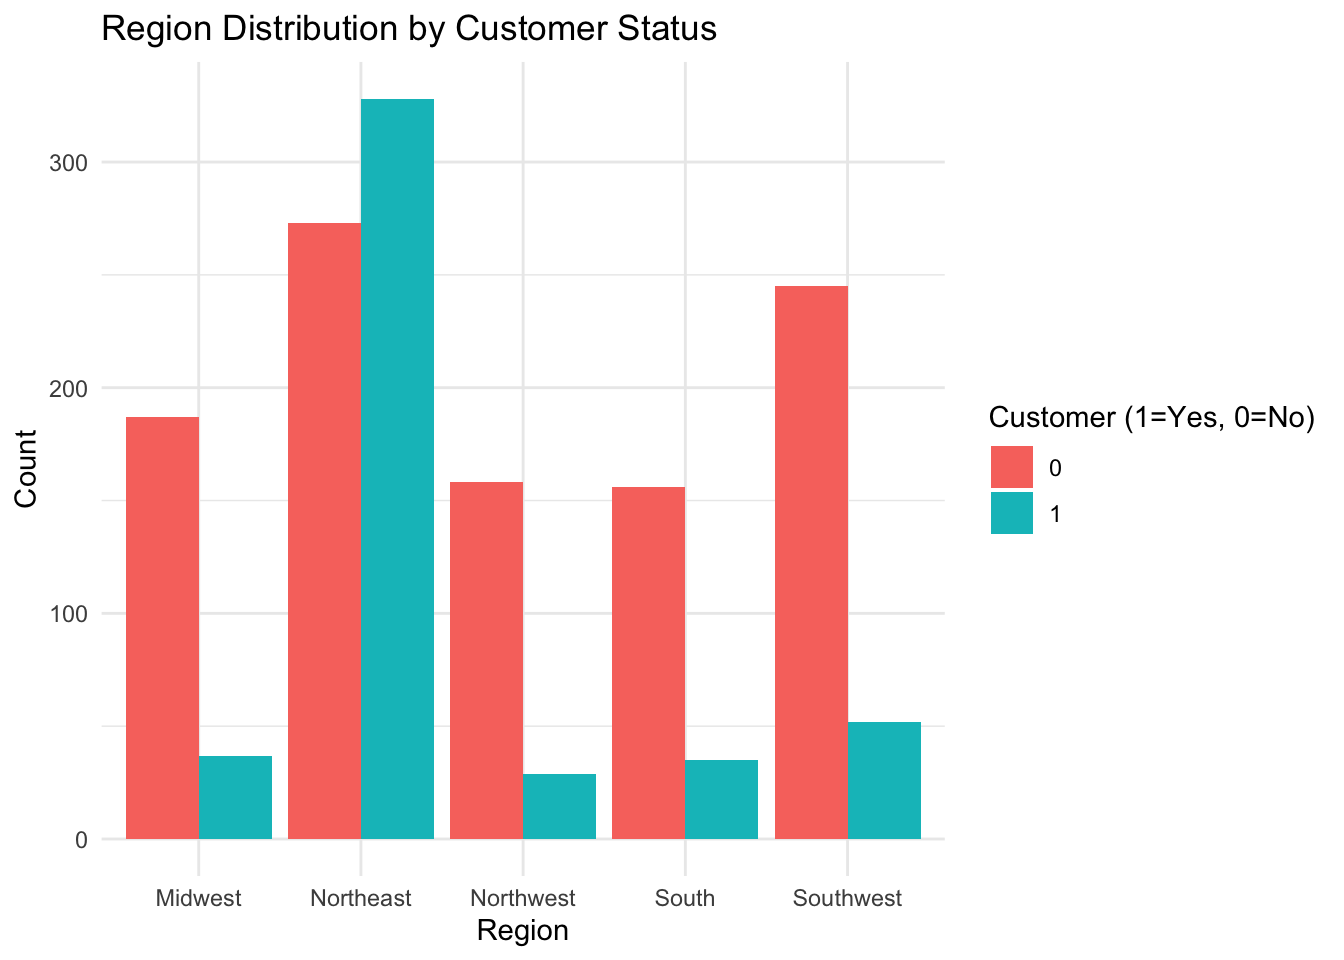 Region Distribution by Customer Status
Count
300
200
100
0
Midwest
Northeast
Northwest
South
Southwest
Region
Customer (1=Yes, 0=No)
0
1